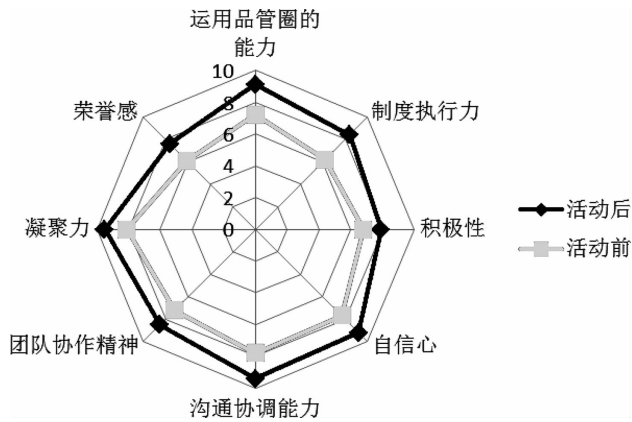 运用品管圈的
能力
10
荣誉感
8
制度执行力
6
4
2
凝聚力
0
积极性
活动后
活动前
团队协作精神
自信心
沟通协调能力